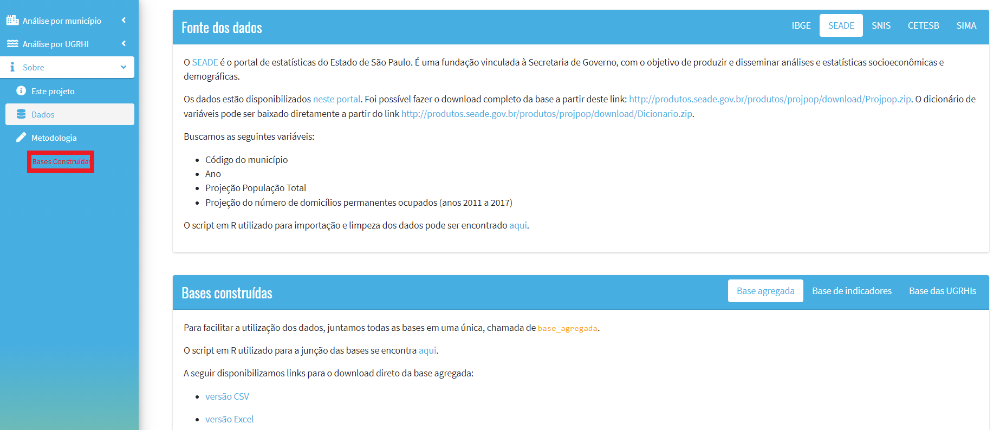 Análise por município
Análise por UGRHI
Sobre
Este projeto
Dados
Metodologia
Bases Construídas
Fonte dos dados
IBGE
SEADE
SNIS
CETESB
SIMA
O SEADE é o portal de estatísticas do Estado de São Paulo. É uma fundação vinculada à Secretaria de Governo, com o objetivo de produzir e disseminar análises e estatísticas socioeconômicas e
demográficas.
Os dados estão disponibilizados neste portal. Foi possível fazer o download completo da base a partir deste link: http://produtos.seade.gov.br/produtos/projpop/download/Projpop.zip. O dicionário de
variáveis pode ser baixado diretamente a partir do link http://produtos.seade.gov.br/produtos/projpop/download/Dicionario.zip.
Buscamos as seguintes variáveis:
• Código do município
• Ano
• Projeção População Total
• Projeção do número de domicílios permanentes ocupados (anos 2011 a 2017)
O script em R utilizado para importação e limpeza dos dados pode ser encontrado aqui.
Bases construídas
Base agregada
Base de indicadores
Base das UGRHIs
Para facilitar a utilização dos dados, juntamos todas as bases em uma única, chamada de base_agregada.
O script em R utilizado para a junção das bases se encontra aqui.
A seguir disponibilizamos links para o download direto da base agregada:
• versão CSV
• versão Excel